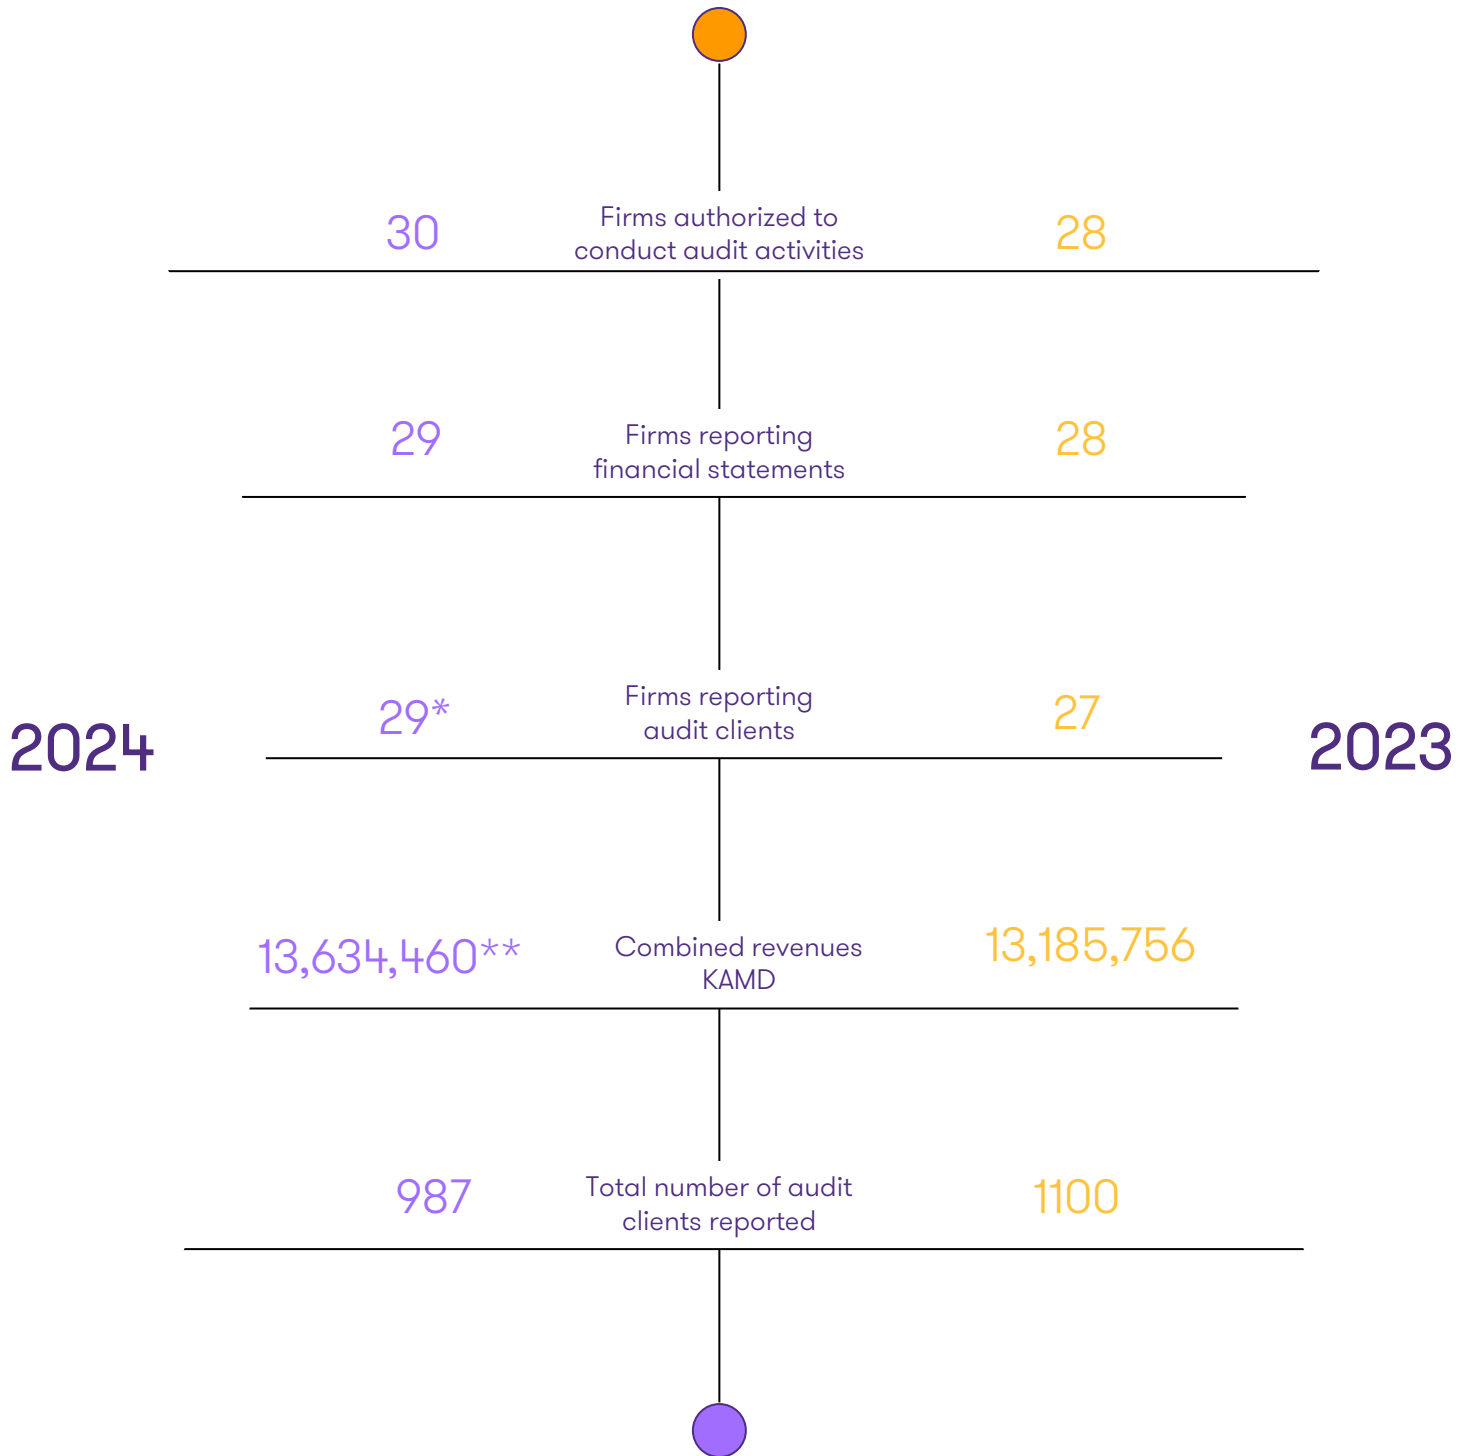 30
Firms authorized to
conduct audit activities
28
29
Firms reporting
financial statements
28
2024
29*
Firms reporting
audit clients
27
2023
13,634,460**
Combined revenues
KAMD
13,185,756
987
Total number of audit
clients reported
1100